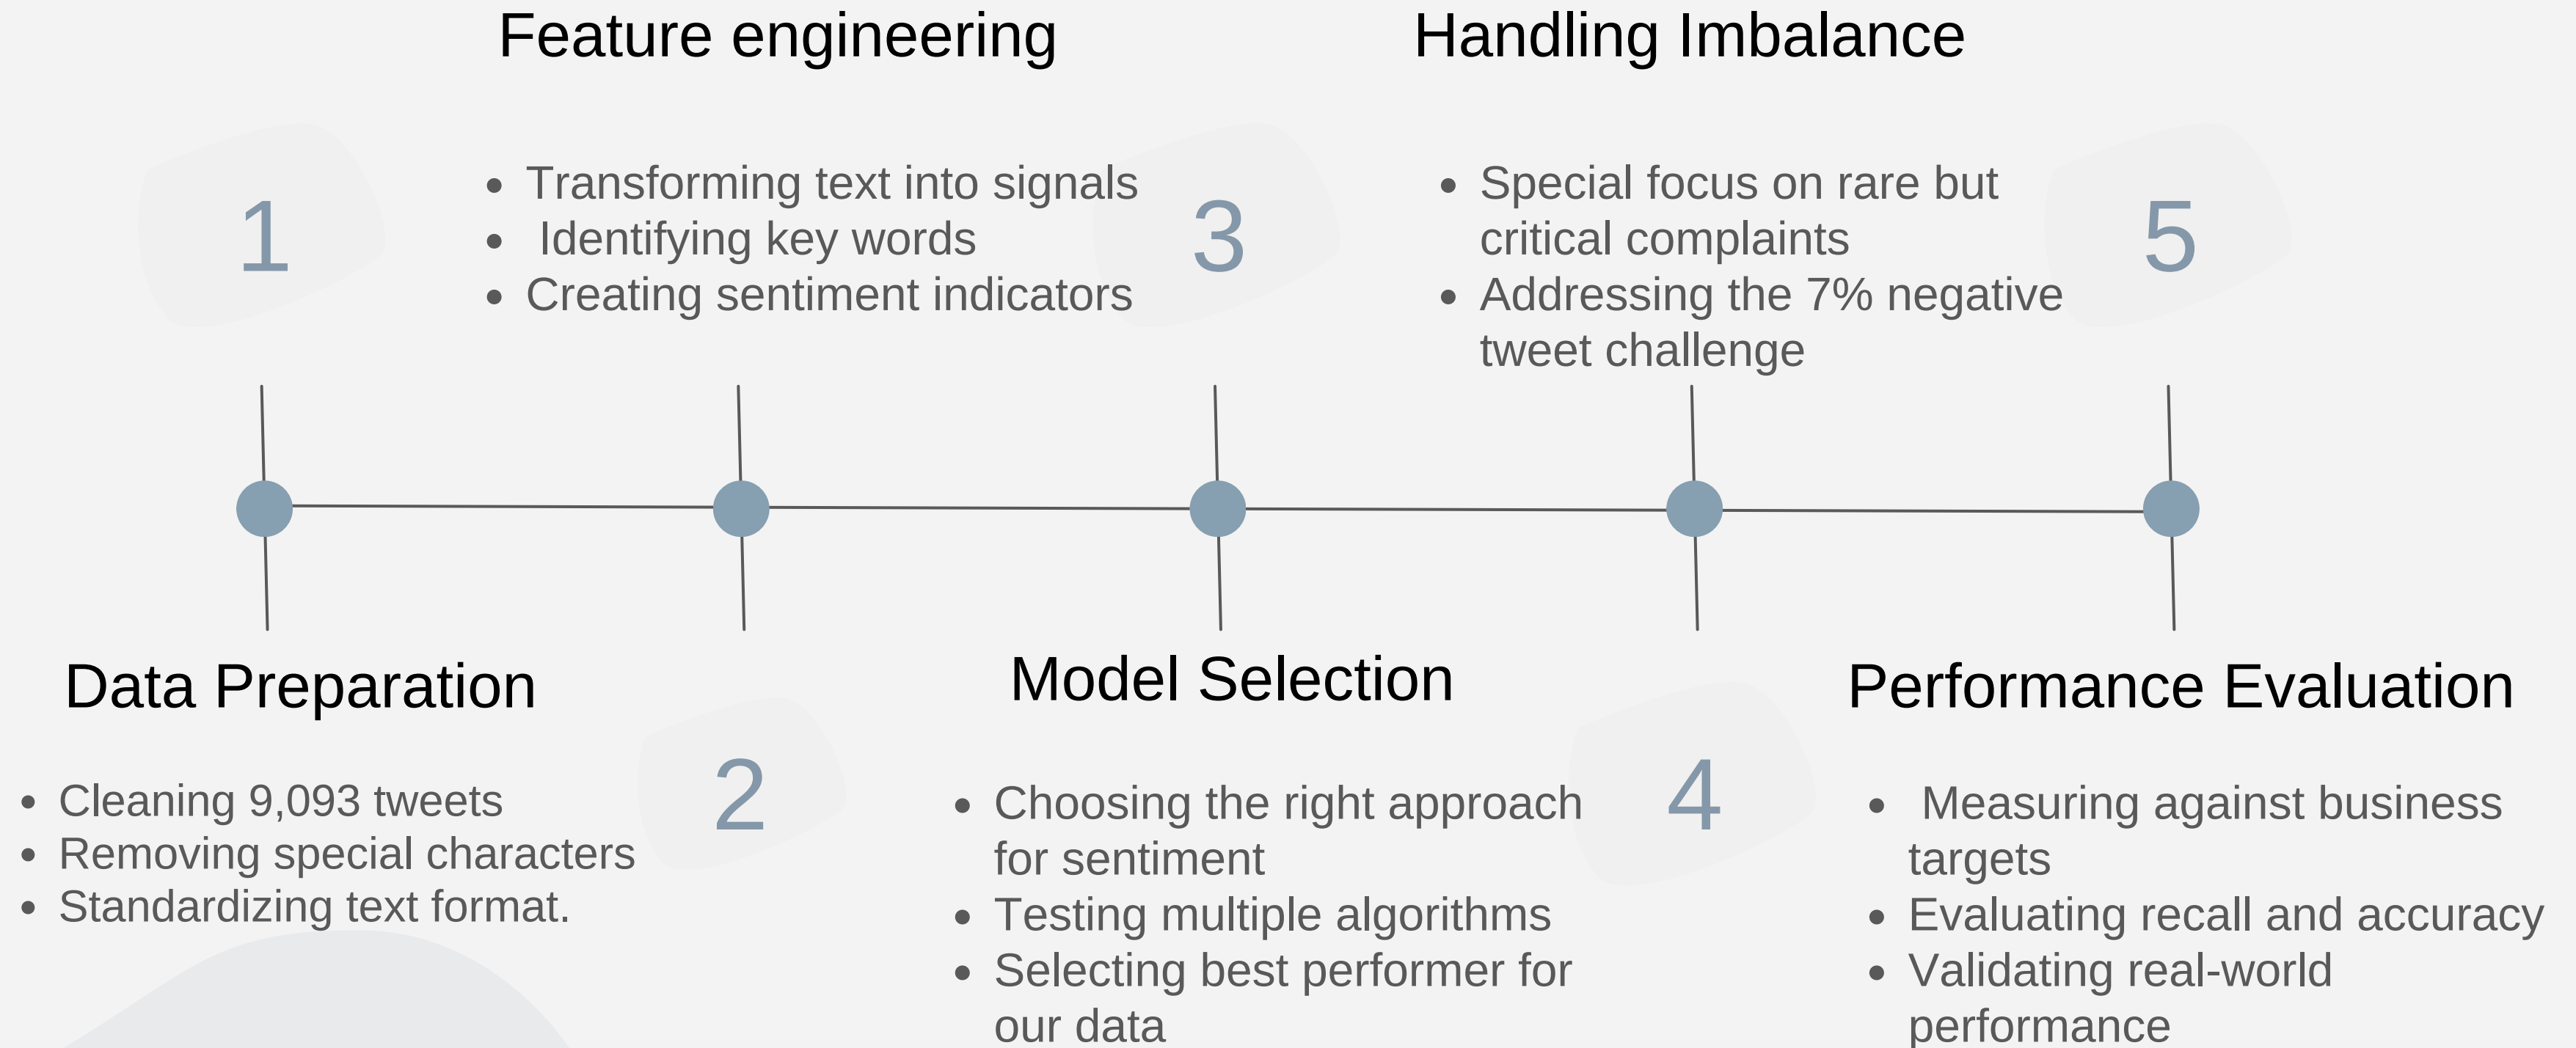 Feature engineering
Handling Imbalance
1
• Transforming text into signals
• Identifying key words
• Creating sentiment indicators
3
• Special focus on rare but
critical complaints
• Addressing the 7% negative
tweet challenge
5
Data Preparation
• Cleaning 9,093 tweets
• Removing special characters
• Standardizing text format.
2
Model Selection
• Choosing the right approach
for sentiment
• Testing multiple algorithms
• Selecting best performer for
our data
4
Performance Evaluation
• Measuring against business
targets
• Evaluating recall and accuracy
• Validating real-world
performance